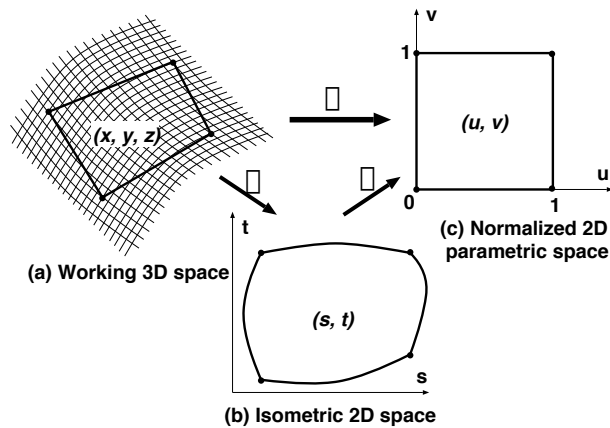 v
1
(x, y, z)
(u, v)
u
0
1
(c) Normalized 2D
parametric space
(a) Working 3D space
t
(s, t)
s
(b) Isometric 2D space